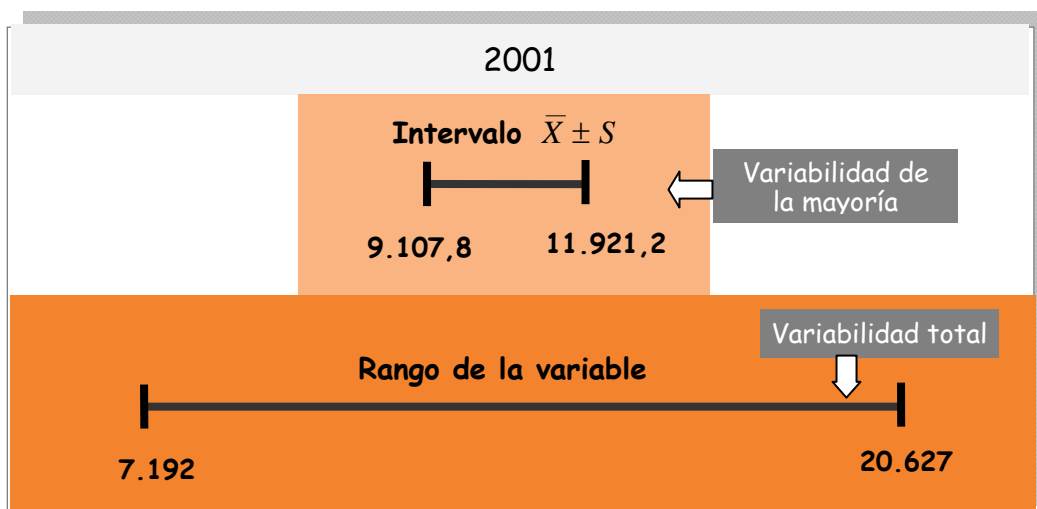 2001
Intervalo X̅ ± S
Variabilidad de
la mayoría
9.107,8
11.921,2
Variabilidad total
Rango de la variable
7.192
20.627